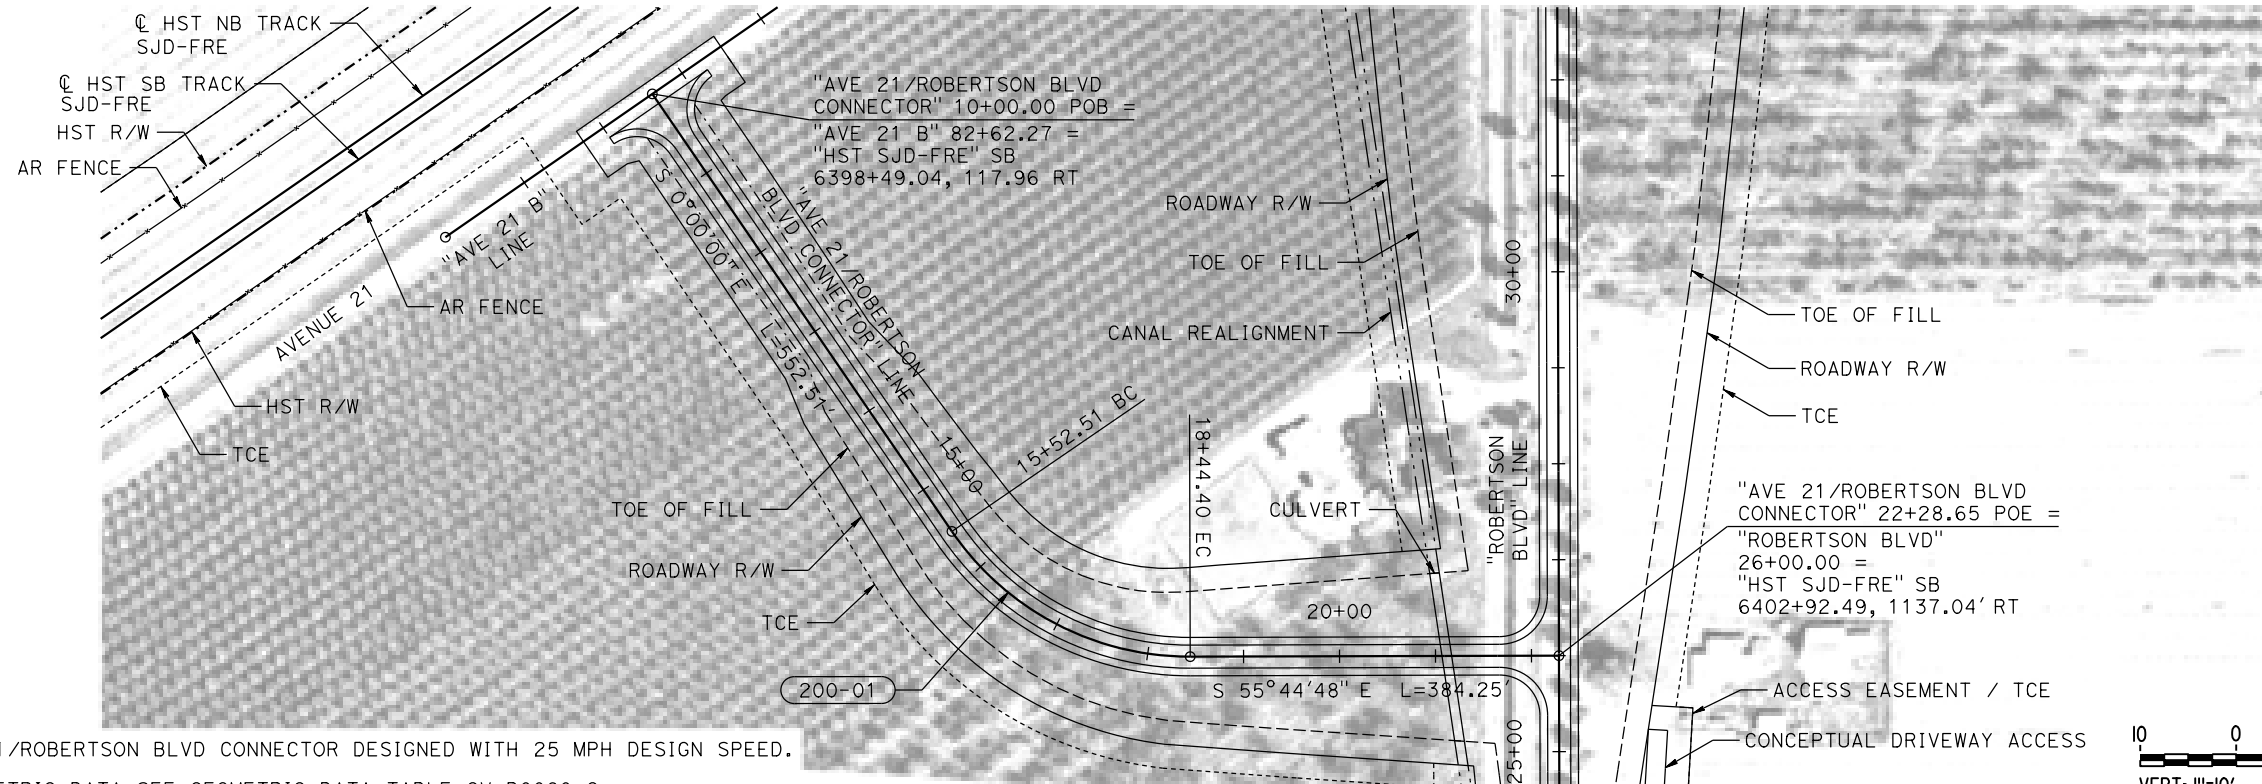 ℄ HST NB TRACK
SJD-FRE
℄ HST SB TRACK
SJD-FRE
HST R/W
AR FENCE
"AVE 21/ROBERTSON BLVD
CONNECTOR" 10+00.00 POB =
"AVE 21 B" 82+62.27 =
"HST SJD-FRE" SB
6398+49.04, 117.96 RT
"AVE 21 B"
LINE
AVENUE 21
AR FENCE
HST R/W
TCE
S 0°00'00" E
L=552.51'
"AVE 21/ROBERTSON
BLVD CONNECTOR" LINE
15+00
15+52.51 BC
ROADWAY R/W
TOE OF FILL
CANAL REALIGNMENT
30+00
TOE OF FILL
ROADWAY R/W
TCE
18+44.40 EC
CULVERT
"ROBERTSON
BLVD" LINE
"AVE 21/ROBERTSON BLVD
CONNECTOR" 22+28.65 POE =
"ROBERTSON BLVD"
26+00.00 =
"HST SJD-FRE" SB
6402+92.49, 1137.04' RT
TOE OF FILL
ROADWAY R/W
TCE
20+00
200-01
S 55°44'48" E L=384.25'
25+00
ACCESS EASEMENT / TCE
CONCEPTUAL DRIVEWAY ACCESS
/ROBERTSON BLVD CONNECTOR DESIGNED WITH 25 MPH DESIGN SPEED.
10 0